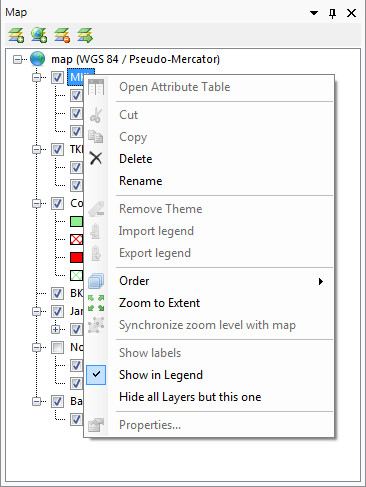 Map
map (WGS 84 / Pseudo-Mercator)
Open Attribute Table
Cut
TKI
Copy
Delete
Rename
Co
Remove Theme
Import legend
Export legend
Order
BK
Zoom to Extent
Jar
Synchronize zoom level with map
No
Show labels
Show in Legend
Hide all Layers but this one
Ba
Properties...